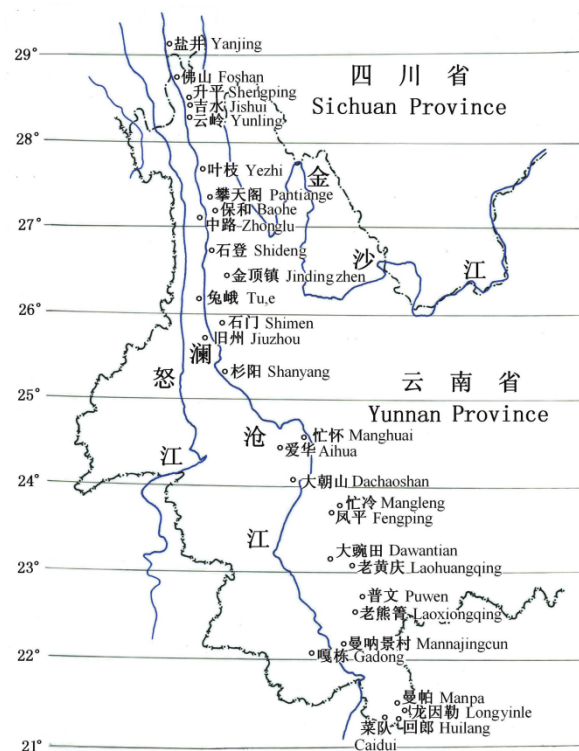 29°
盐井 Yanjing
佛山 Foshan
四川省
升平 Shengping
吉水 Jishui
Sichuan Province
云岭 Yunling
28°
叶枝 Yezhi
金
攀天阁 Pantiange
保和 Baohe
27°
中路 Zhonglu
石登 Shideng
沙
江
金顶镇 Jindingzhen
兔峨 Tu,e
26°
石门 Shimen
旧州 Jiuzhou
澜
杉阳 Shanyang
怒
云南省
25°
Yunnan Province
沧
忙怀 Manghuai
爱华 Aihua
江
24°
大朝山 Dachaoshan
忙冷 Mangleng
凤平 Fengping
江
大豌田 Dawantian
老黄庆 Laohuangqing
23°
普文 Puwen
老熊箐 Laoxiongqing
曼呐景村 Mannajingcun
22°
嘎栋 Gadong
曼帕 Manpa
龙因勒 Longyinle
菜队
回郎 Huilang
21°
Caidui